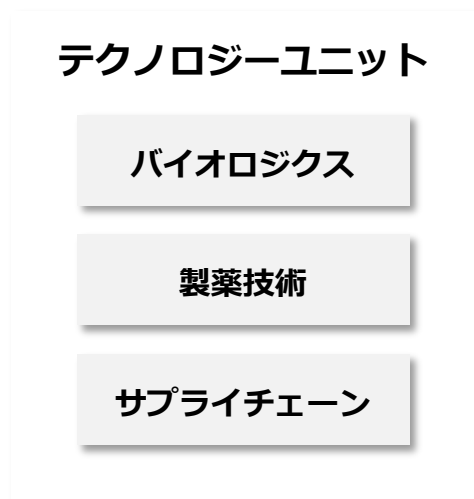 テクノロジーユニット
バイオロジクス
製薬技術
サプライチェーン